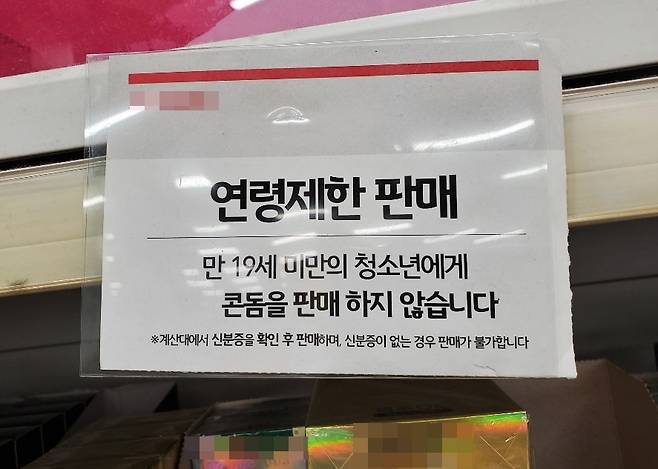 연령제한 판매
만 19세 미만의 청소년에게
콘돔을 판매 하지 않습니다
※계산대에서 신분증을 확인 후 판매하며, 신분증이 없는 경우 판매가 불가합니다